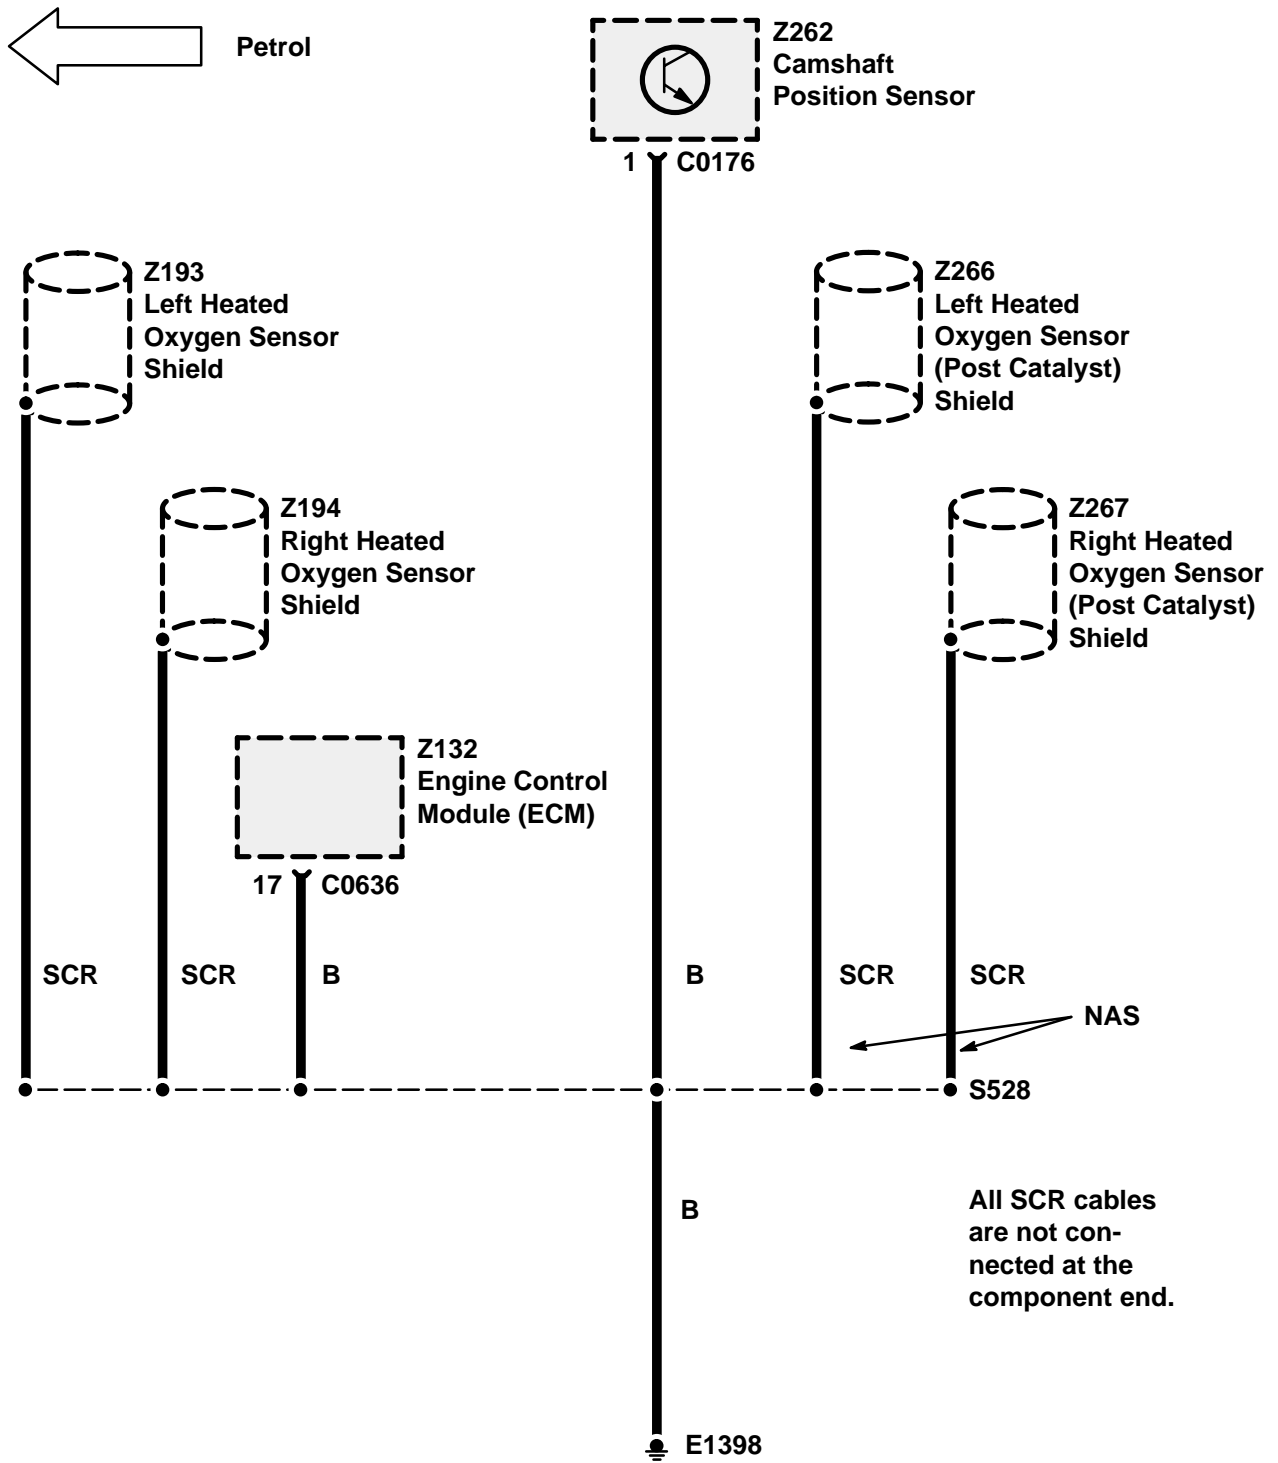 Petrol
Z262
Camshaft
Position Sensor
1 C0176
Z193
Left Heated
Oxygen Sensor
Shield
Z266
Left Heated
Oxygen Sensor
(Post Catalyst)
Shield
Z194
Right Heated
Oxygen Sensor
Shield
Z267
Right Heated
Oxygen Sensor
(Post Catalyst)
Shield
Z132
Engine Control
Module (ECM)
17 C0636
SCR SCR B B SCR SCR
NAS
S528
B
All SCR cables
are not con-
nected at the
component end.
E1398